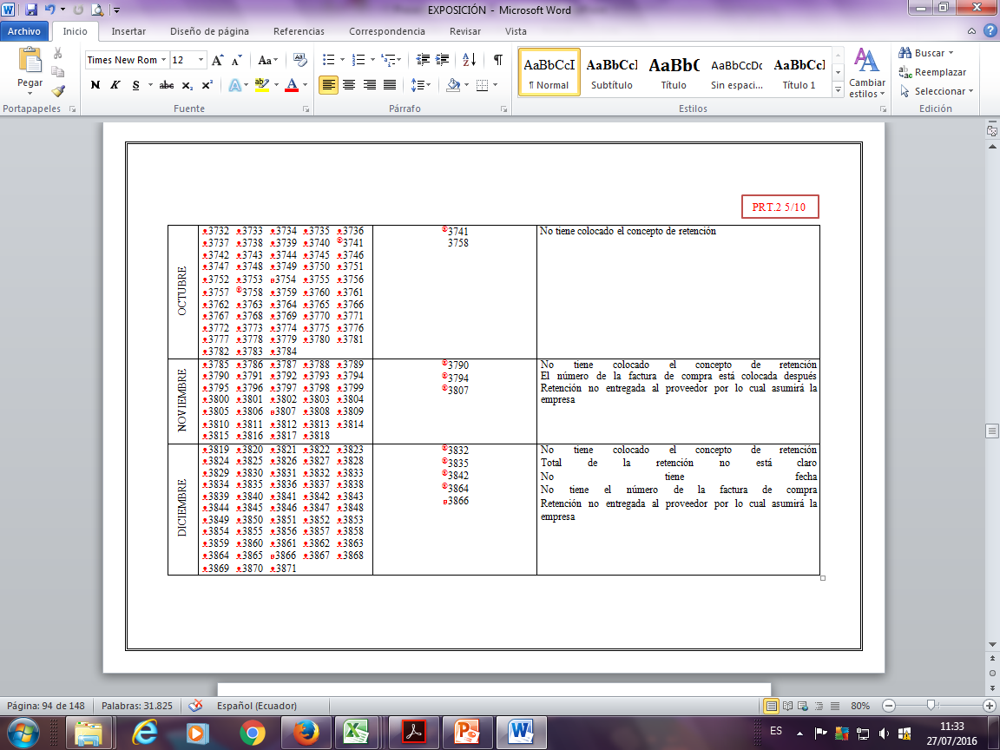 EXPOSICIÓN - Microsoft Word
Archivo Inicio Insertar Diseño de página Referencias Correspondencia Revisar Vista
Pegar
Times New Rom 12
N K S abc x₂ x²
Aa
AaBbCcI AaBbCcl AaBbC AaBbCcDc AaBbCcl
¶ Normal Subtítulo Título Sin espaci... Título 1
Cambiar estilos
Buscar
Reemplazar
Seleccionar
Portapapeles Fuente Párrafo Estilos Edición
PRT.2 5/10
OCTUBRE
3732 3733 3734 3735 3736
3737 3738 3739 3740 3741
3742 3743 3744 3745 3746
3747 3748 3749 3750 3751
3752 3753 3754 3755 3756
3757 3758 3759 3760 3761
3762 3763 3764 3765 3766
3767 3768 3769 3770 3771
3772 3773 3774 3775 3776
3777 3778 3779 3780 3781
3782 3783 3784
3741
3758
No tiene colocado el concepto de retención
NOVIEMBRE
3785 3786 3787 3788 3789
3790 3791 3792 3793 3794
3795 3796 3797 3798 3799
3800 3801 3802 3803 3804
3805 3806 3807 3808 3809
3810 3811 3812 3813 3814
3815 3816 3817 3818
3790
3794
3807
No tiene colocado el concepto de retención
El número de la factura de compra está colocada después
Retención no entregada al proveedor por lo cual asumirá la
empresa
DICIEMBRE
3819 3820 3821 3822 3823
3824 3825 3826 3827 3828
3829 3830 3831 3832 3833
3834 3835 3836 3837 3838
3839 3840 3841 3842 3843
3844 3845 3846 3847 3848
3849 3850 3851 3852 3853
3854 3855 3856 3857 3858
3859 3860 3861 3862 3863
3864 3865 3866 3867 3868
3869 3870 3871
3832
3835
3842
3864
3866
No tiene colocado el concepto de retención
Total de la retención no está claro
No tiene fecha
No tiene el número de la factura de compra
Retención no entregada al proveedor por lo cual asumirá la
empresa
Página: 94 de 148 Palabras: 31.825 Español (Ecuador) 80%
ES 11:33
27/07/2016